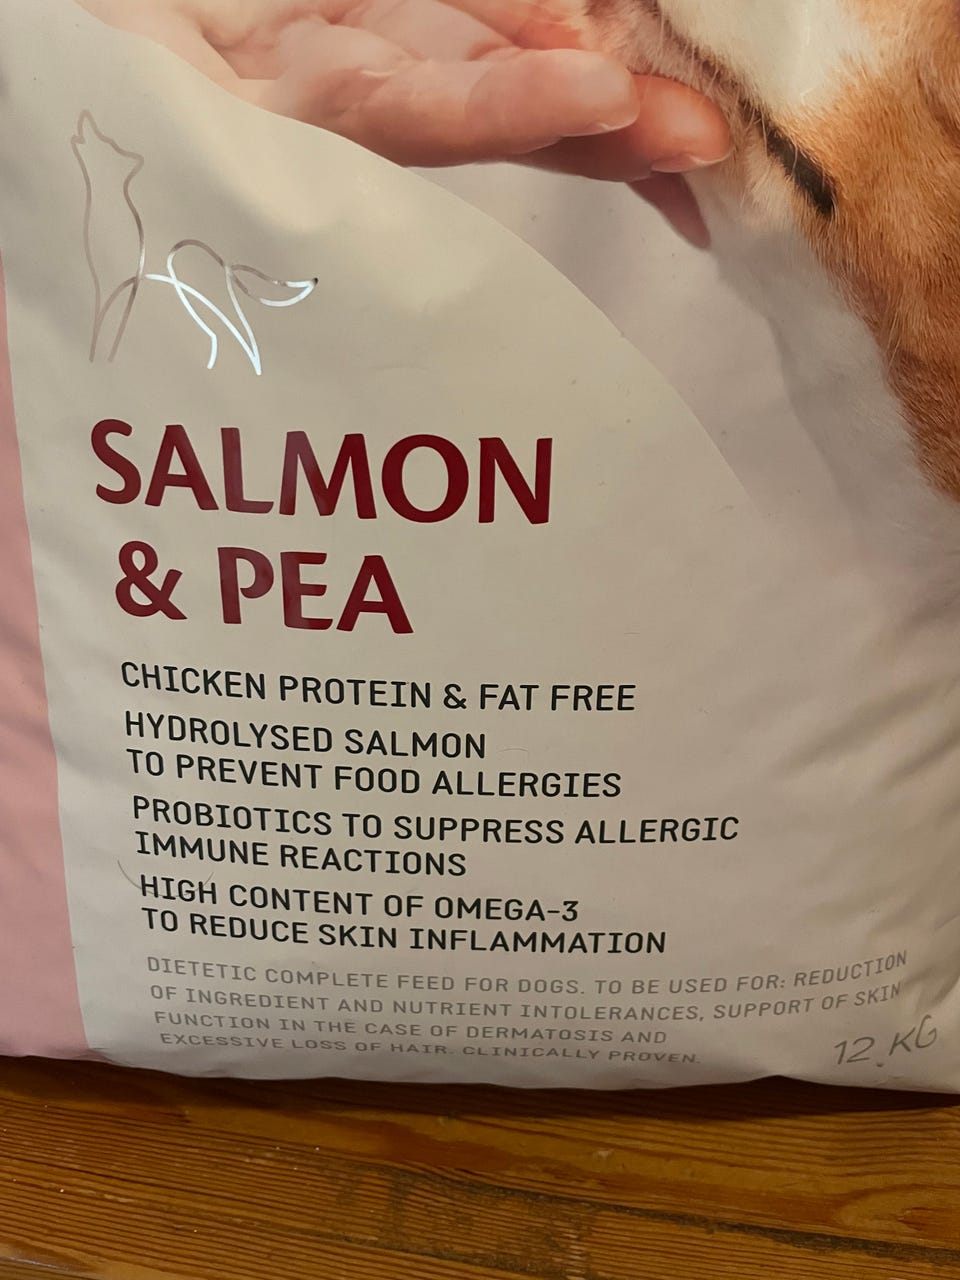 SALMON
& PEA
CHICKEN PROTEIN & FAT FREE
HYDROLYSED SALMON
TO PREVENT FOOD ALLERGIES
PROBIOTICS TO SUPPRESS ALLERGIC
IMMUNE REACTIONS
HIGH CONTENT OF OMEGA-3
TO REDUCE SKIN INFLAMMATION
DIETETIC COMPLETE FEED FOR DOGS. TO BE USED FOR: REDUCTION
OF INGREDIENT AND NUTRIENT INTOLERANCES, SUPPORT OF SKIN
FUNCTION IN THE CASE OF DERMATOSIS AND
EXCESSIVE LOSS OF HAIR. CLINICALLY PROVEN.
12 KG